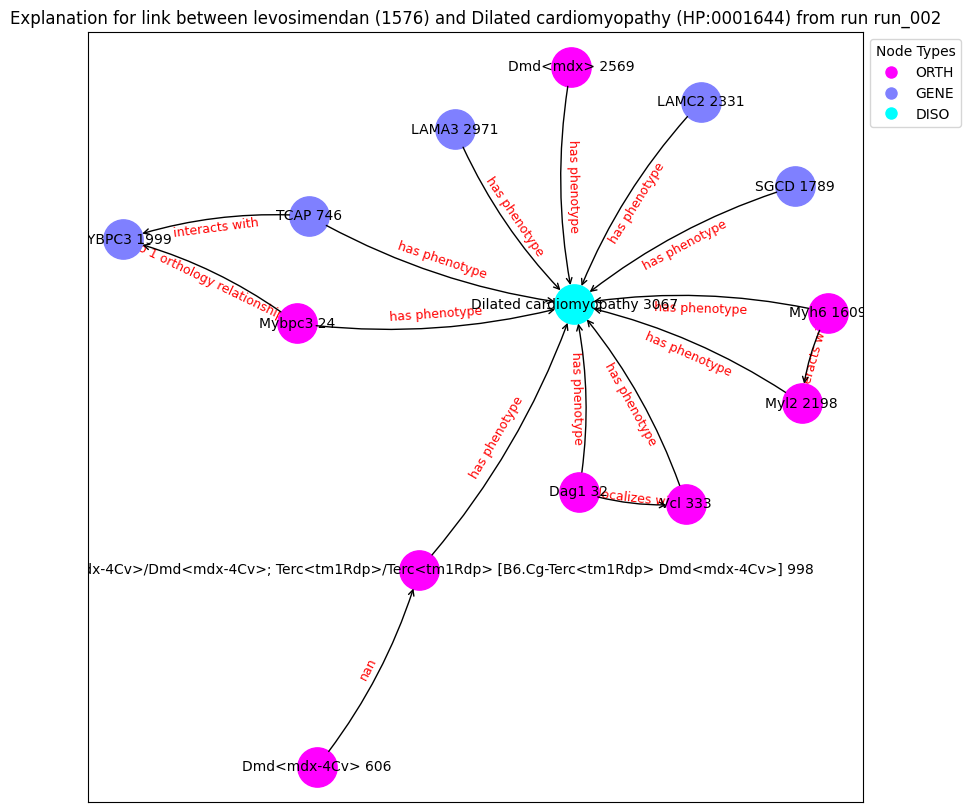 Explanation for link between levosimendan (1576) and Dilated cardiomyopathy (HP:0001644) from run run_002
Node Types
ORTH
GENE
DISO
Dmd<mdx> 2569
LAMC2 2331
LAMA3 2971
has phenotype
has phenotype
has phenotype
SGCD 1789
TCAP 746
YBPC3 1999
interacts with
has phenotype
has phenotype
1 orthology relationship
Dilated cardiomyopathy 3067
has phenotype
Myh6 1609
Mybpc3 24
has phenotype
has phenotype
eracts w
Myl2 2198
has phenotype
has phenotype
has phenotype
Dag1 32
ocalizes w
Vcl 333
dx-4Cv>/Dmd<mdx-4Cv>; Terc<tm1Rdp>/Terc<tm1Rdp> [B6.Cg-Terc<tm1Rdp> Dmd<mdx-4Cv>] 998
nan
Dmd<mdx-4Cv> 606